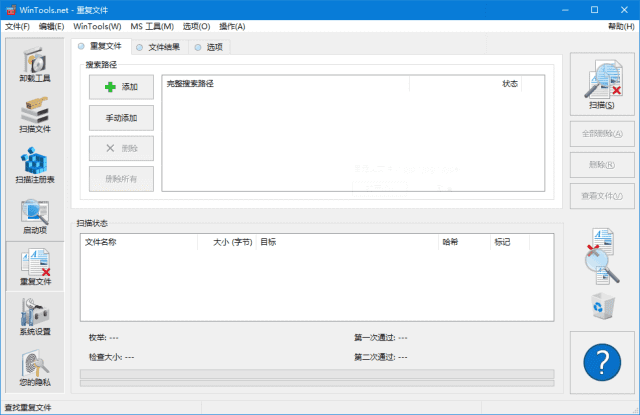 WinTools.net - 重复文件
文件(F) 编辑(E) WinTools(W) MS 工具(M) 选项(O) 操作(A) 帮助(H)
卸载工具
扫描文件
扫描注册表
启动项
重复文件
系统设置
您的隐私
重复文件 文件结果 选项
搜索路径
添加
手动添加
删除
删除所有
完整搜索路径 状态
扫描(S)
全部删除(A)
删除(R)
查看文件(V)
扫描状态
文件名称 大小 (字节) 目标 哈希 标记
枚举: --- 第一次通过: ---
检查大小: --- 第二次通过: ---
?
查找重复文件